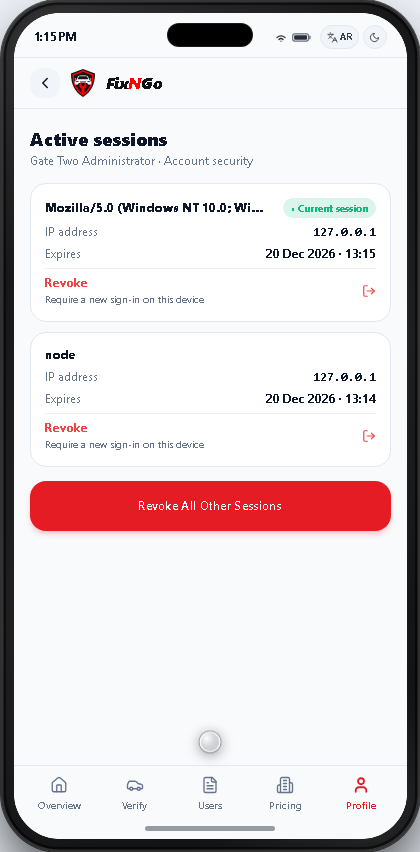 1:15 PM
AR
FixNGo
Active sessions
Gate Two Administrator · Account security
Mozilla/5.0 (Windows NT 10.0; Wi...
• Current session
IP address
127.0.0.1
Expires
20 Dec 2026 · 13:15
Revoke
Require a new sign-in on this device
node
IP address
127.0.0.1
Expires
20 Dec 2026 · 13:14
Revoke
Require a new sign-in on this device
Revoke All Other Sessions
Overview
Verify
Users
Pricing
Profile